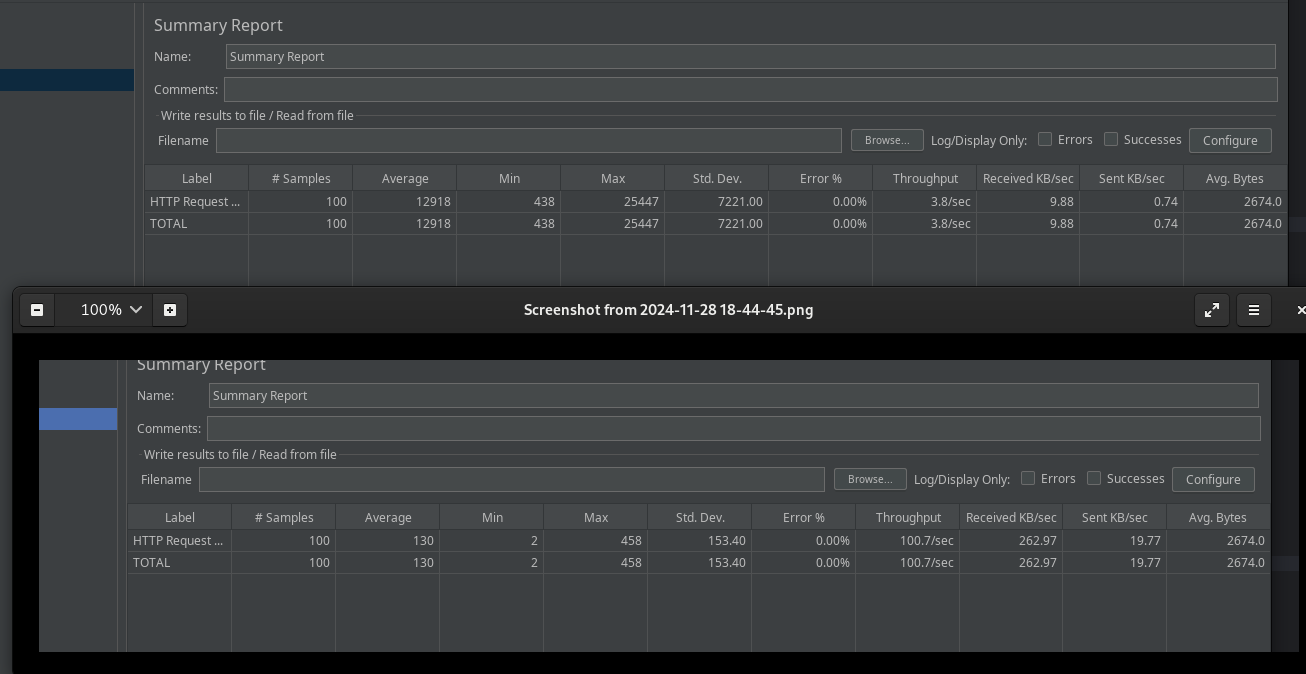 Summary Report
Name: Summary Report
Comments:
Write results to file / Read from file
Filename Browse... Log/Display Only: Errors Successes Configure
Label # Samples Average Min Max Std. Dev. Error % Throughput Received KB/sec Sent KB/sec Avg. Bytes
HTTP Request ... 100 12918 438 25447 7221.00 0.00% 3.8/sec 9.88 0.74 2674.0
TOTAL 100 12918 438 25447 7221.00 0.00% 3.8/sec 9.88 0.74 2674.0
100% Screenshot from 2024-11-28 18-44-45.png
Summary Report
Name: Summary Report
Comments:
Write results to file / Read from file
Filename Browse... Log/Display Only: Errors Successes Configure
Label # Samples Average Min Max Std. Dev. Error % Throughput Received KB/sec Sent KB/sec Avg. Bytes
HTTP Request ... 100 130 2 458 153.40 0.00% 100.7/sec 262.97 19.77 2674.0
TOTAL 100 130 2 458 153.40 0.00% 100.7/sec 262.97 19.77 2674.0